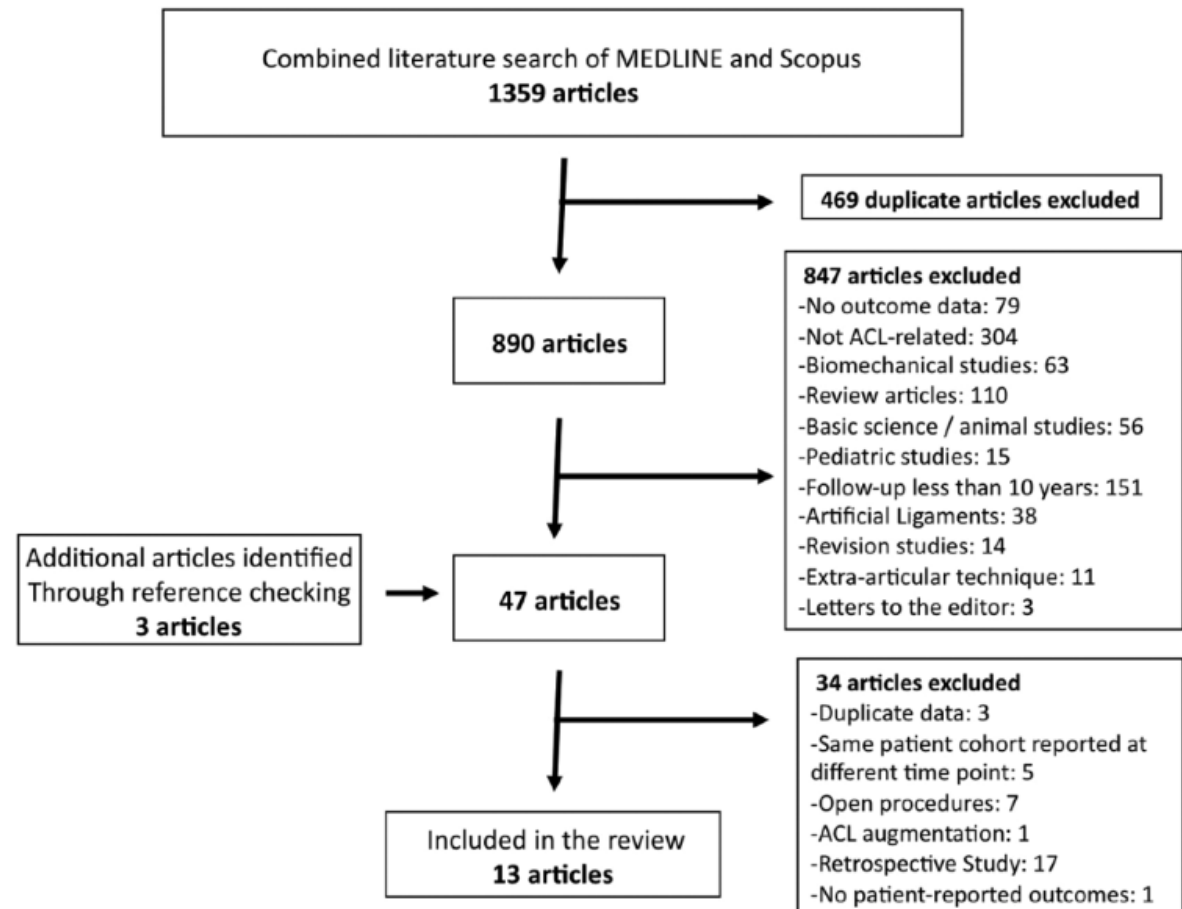 Combined literature search of MEDLINE and Scopus
1359 articles
469 duplicate articles excluded
890 articles
847 articles excluded
-No outcome data: 79
-Not ACL-related: 304
-Biomechanical studies: 63
-Review articles: 110
-Basic science / animal studies: 56
-Pediatric studies: 15
-Follow-up less than 10 years: 151
-Artificial Ligaments: 38
-Revision studies: 14
-Extra-articular technique: 11
-Letters to the editor: 3
Additional articles identified
Through reference checking
3 articles
47 articles
34 articles excluded
-Duplicate data: 3
-Same patient cohort reported at
different time point: 5
-Open procedures: 7
-ACL augmentation: 1
-Retrospective Study: 17
-No patient-reported outcomes: 1
Included in the review
13 articles